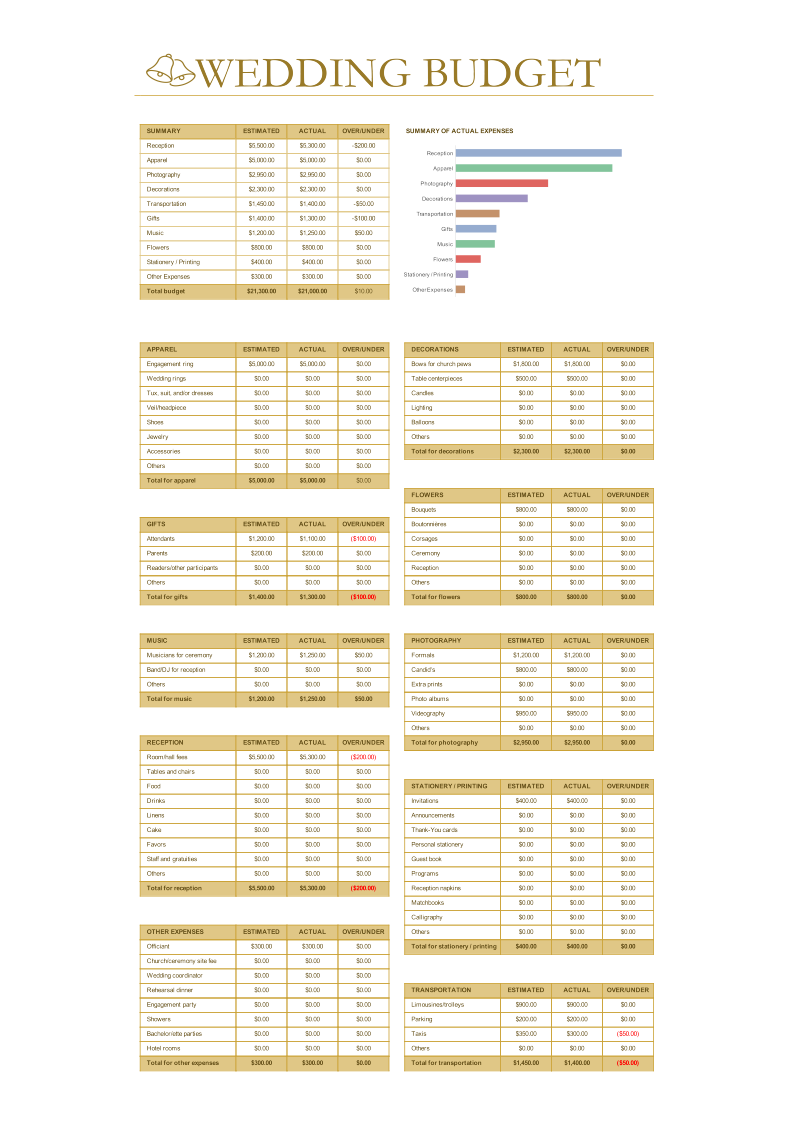 WEDDING BUDGET
SUMMARY ESTIMATED ACTUAL OVER/UNDER
Reception $5,500.00 $5,300.00 -$200.00
Apparel $5,000.00 $5,000.00 $0.00
Photography $2,950.00 $2,950.00 $0.00
Decorations $2,300.00 $2,300.00 $0.00
Transportation $1,450.00 $1,400.00 -$50.00
Gifts $1,400.00 $1,300.00 -$100.00
Music $1,200.00 $1,250.00 $50.00
Flowers $800.00 $800.00 $0.00
Stationery / Printing $400.00 $400.00 $0.00
Other Expenses $300.00 $300.00 $0.00
Total budget $21,300.00 $21,000.00 $10.00
SUMMARY OF ACTUAL EXPENSES
Reception
Apparel
Photography
Decorations
Transportation
Gifts
Music
Flowers
Stationery / Printing
Other Expenses
APPAREL ESTIMATED ACTUAL OVER/UNDER
Engagement ring $5,000.00 $5,000.00 $0.00
Wedding rings $0.00 $0.00 $0.00
Tux, suit, and/or dresses $0.00 $0.00 $0.00
Veil/headpiece $0.00 $0.00 $0.00
Shoes $0.00 $0.00 $0.00
Jewelry $0.00 $0.00 $0.00
Accessories $0.00 $0.00 $0.00
Others $0.00 $0.00 $0.00
Total for apparel $5,000.00 $5,000.00 $0.00
GIFTS ESTIMATED ACTUAL OVER/UNDER
Attendants $1,200.00 $1,100.00 ($100.00)
Parents $200.00 $200.00 $0.00
Readers/other participants $0.00 $0.00 $0.00
Others $0.00 $0.00 $0.00
Total for gifts $1,400.00 $1,300.00 ($100.00)
MUSIC ESTIMATED ACTUAL OVER/UNDER
Musicians for ceremony $1,200.00 $1,250.00 $50.00
Band/DJ for reception $0.00 $0.00 $0.00
Others $0.00 $0.00 $0.00
Total for music $1,200.00 $1,250.00 $50.00
RECEPTION ESTIMATED ACTUAL OVER/UNDER
Room/hall fees $5,500.00 $5,300.00 ($200.00)
Tables and chairs $0.00 $0.00 $0.00
Food $0.00 $0.00 $0.00
Drinks $0.00 $0.00 $0.00
Linens $0.00 $0.00 $0.00
Cake $0.00 $0.00 $0.00
Favors $0.00 $0.00 $0.00
Staff and gratuities $0.00 $0.00 $0.00
Others $0.00 $0.00 $0.00
Total for reception $5,500.00 $5,300.00 ($200.00)
OTHER EXPENSES ESTIMATED ACTUAL OVER/UNDER
Officiant $300.00 $300.00 $0.00
Church/ceremony site fee $0.00 $0.00 $0.00
Wedding coordinator $0.00 $0.00 $0.00
Rehearsal dinner $0.00 $0.00 $0.00
Engagement party $0.00 $0.00 $0.00
Showers $0.00 $0.00 $0.00
Bachelor/ette parties $0.00 $0.00 $0.00
Hotel rooms $0.00 $0.00 $0.00
Total for other expenses $300.00 $300.00 $0.00
DECORATIONS ESTIMATED ACTUAL OVER/UNDER
Bows for church pews $1,800.00 $1,800.00 $0.00
Table centerpieces $500.00 $500.00 $0.00
Candles $0.00 $0.00 $0.00
Lighting $0.00 $0.00 $0.00
Balloons $0.00 $0.00 $0.00
Others $0.00 $0.00 $0.00
Total for decorations $2,300.00 $2,300.00 $0.00
FLOWERS ESTIMATED ACTUAL OVER/UNDER
Bouquets $800.00 $800.00 $0.00
Boutonnières $0.00 $0.00 $0.00
Corsages $0.00 $0.00 $0.00
Ceremony $0.00 $0.00 $0.00
Reception $0.00 $0.00 $0.00
Others $0.00 $0.00 $0.00
Total for flowers $800.00 $800.00 $0.00
PHOTOGRAPHY ESTIMATED ACTUAL OVER/UNDER
Formals $1,200.00 $1,200.00 $0.00
Candid's $800.00 $800.00 $0.00
Extra prints $0.00 $0.00 $0.00
Photo albums $0.00 $0.00 $0.00
Videography $950.00 $950.00 $0.00
Others $0.00 $0.00 $0.00
Total for photography $2,950.00 $2,950.00 $0.00
STATIONERY / PRINTING ESTIMATED ACTUAL OVER/UNDER
Invitations $400.00 $400.00 $0.00
Announcements $0.00 $0.00 $0.00
Thank-You cards $0.00 $0.00 $0.00
Personal stationery $0.00 $0.00 $0.00
Guest book $0.00 $0.00 $0.00
Programs $0.00 $0.00 $0.00
Reception napkins $0.00 $0.00 $0.00
Matchbooks $0.00 $0.00 $0.00
Calligraphy $0.00 $0.00 $0.00
Others $0.00 $0.00 $0.00
Total for stationery / printing $400.00 $400.00 $0.00
TRANSPORTATION ESTIMATED ACTUAL OVER/UNDER
Limousines/trolleys $900.00 $900.00 $0.00
Parking $200.00 $200.00 $0.00
Taxis $350.00 $300.00 ($50.00)
Others $0.00 $0.00 $0.00
Total for transportation $1,450.00 $1,400.00 ($50.00)